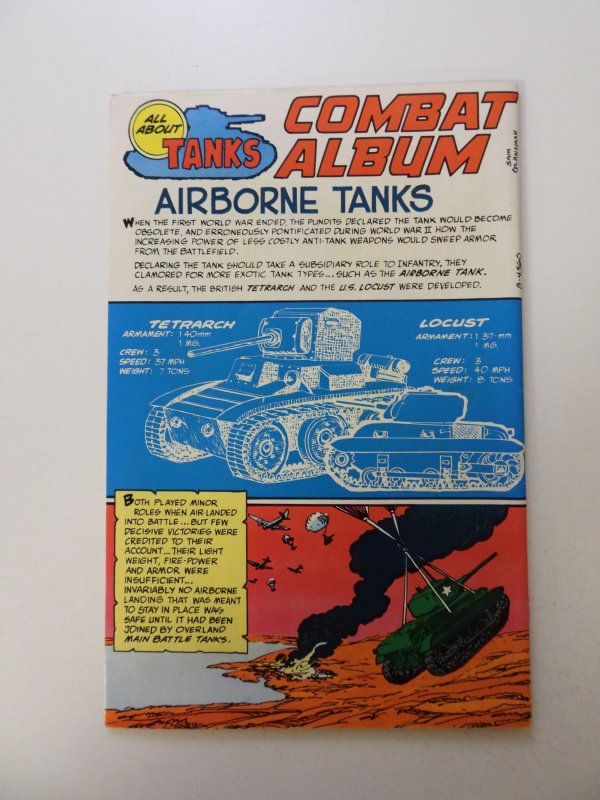 ALL
ABOUT
TANKS
COMBAT
ALBUM
SAM
GLANZMAN
AIRBORNE TANKS
WHEN THE FIRST WORLD WAR ENDED, THE PUNDITS DECLARED THE TANK WOULD BECOME
OBSOLETE, AND ERRONEOUSLY PONTIFICATED DURING WORLD WAR II HOW THE
INCREASING POWER OF LESS COSTLY ANTI-TANK WEAPONS WOULD SWEEP ARMOR
FROM THE BATTLEFIELD.
DECLARING THE TANK SHOULD TAKE A SUBSIDIARY ROLE TO INFANTRY, THEY
CLAMORED FOR MORE EXOTIC TANK TYPES... SUCH AS THE AIRBORNE TANK.
AS A RESULT, THE BRITISH TETRARCH AND THE U.S. LOCUST WERE DEVELOPED.
B-4560
TETRARCH
ARMAMENT: 1 40mm
1 MG.
CREW: 3
SPEED: 37 MPH
WEIGHT: 7 TONS
LOCUST
ARMAMENT: 1 37-mm
1 MG.
CREW: 3
SPEED: 40 MPH
WEIGHT: 8 TONS
BOTH PLAYED MINOR
ROLES WHEN AIR-LANDED
INTO BATTLE... BUT FEW
DECISIVE VICTORIES WERE
CREDITED TO THEIR
ACCOUNT... THEIR LIGHT
WEIGHT, FIRE-POWER
AND ARMOR WERE
INSUFFICIENT...
INVARIABLY NO AIRBORNE
LANDING THAT WAS MEANT
TO STAY IN PLACE WAS
SAFE UNTIL IT HAD BEEN
JOINED BY OVERLAND
MAIN BATTLE TANKS.